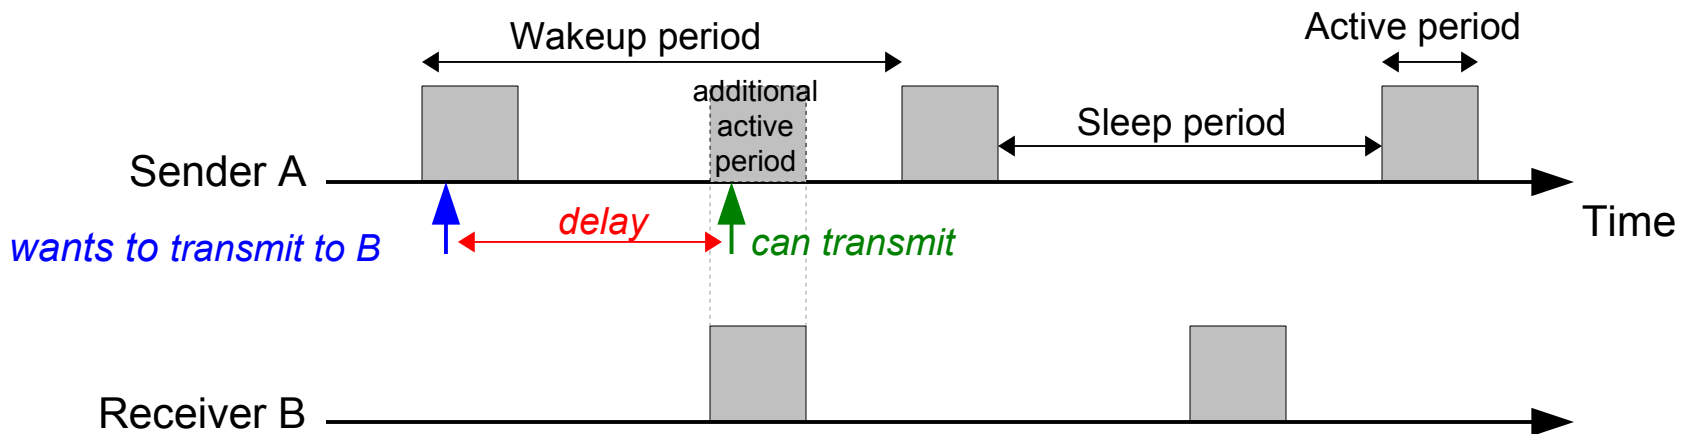 Wakeup period
Active period
additional
active
period
Sleep period
Sender A
Time
wants to transmit to B
delay
can transmit
Receiver B